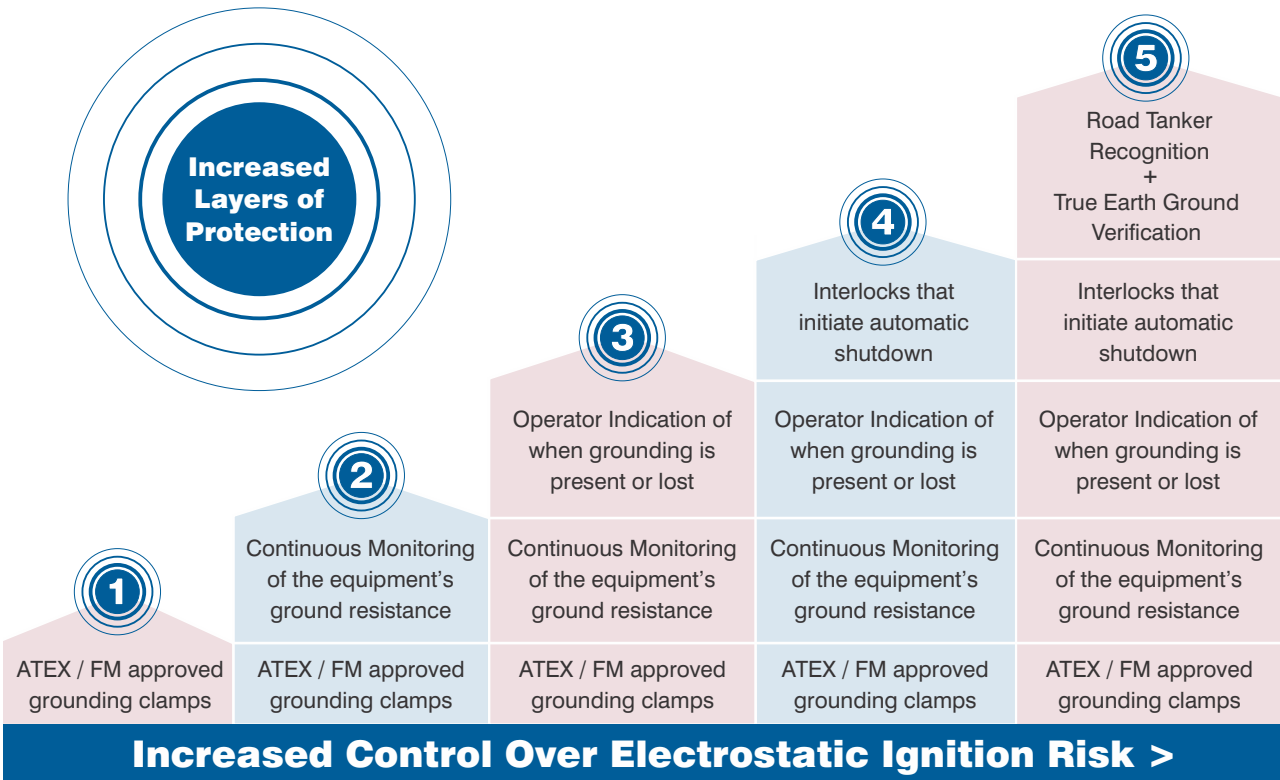 Increased
Layers of
Protection
1
ATEX / FM approved
grounding clamps
2
Continuous Monitoring
of the equipment's
ground resistance
ATEX / FM approved
grounding clamps
3
Operator Indication of
when grounding is
present or lost
Continuous Monitoring
of the equipment's
ground resistance
ATEX / FM approved
grounding clamps
4
Interlocks that
initiate automatic
shutdown
Operator Indication of
when grounding is
present or lost
Continuous Monitoring
of the equipment's
ground resistance
ATEX / FM approved
grounding clamps
5
Road Tanker
Recognition
+
True Earth Ground
Verification
Interlocks that
initiate automatic
shutdown
Operator Indication of
when grounding is
present or lost
Continuous Monitoring
of the equipment's
ground resistance
ATEX / FM approved
grounding clamps
Increased Control Over Electrostatic Ignition Risk >